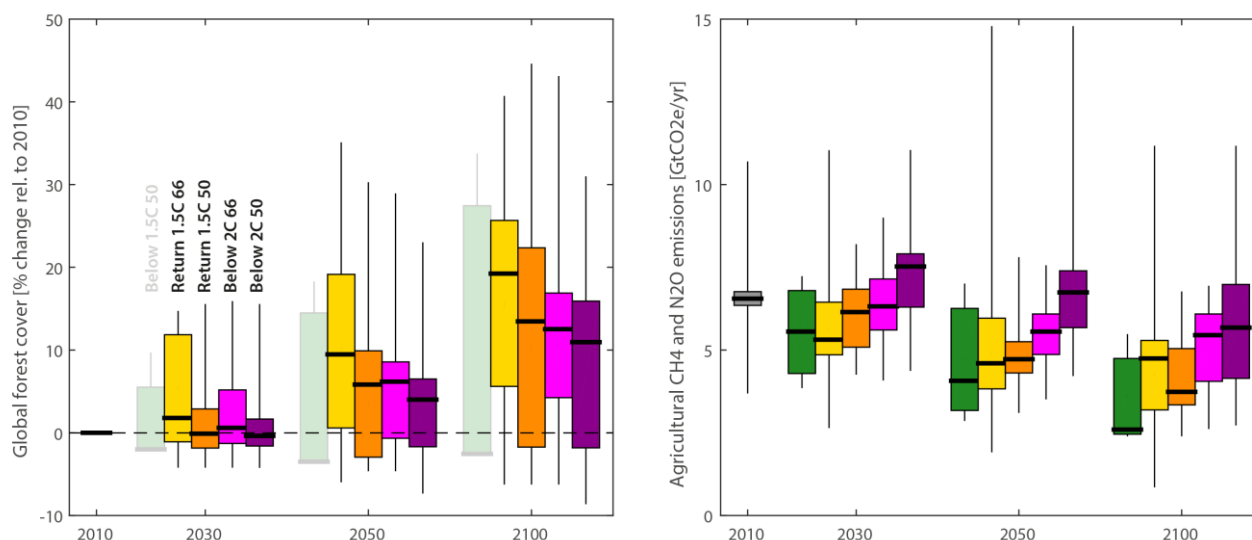 Global forest cover [% change rel. to 2010]
50
40
30
20
10
0
-10
Below 1.5C 50
Return 1.5C 66
Return 1.5C 50
Below 2C 66
Below 2C 50
2010
2030
2050
2100
Agricultural CH4 and N2O emissions [GtCO2e/yr]
15
10
5
0
2010
2030
2050
2100